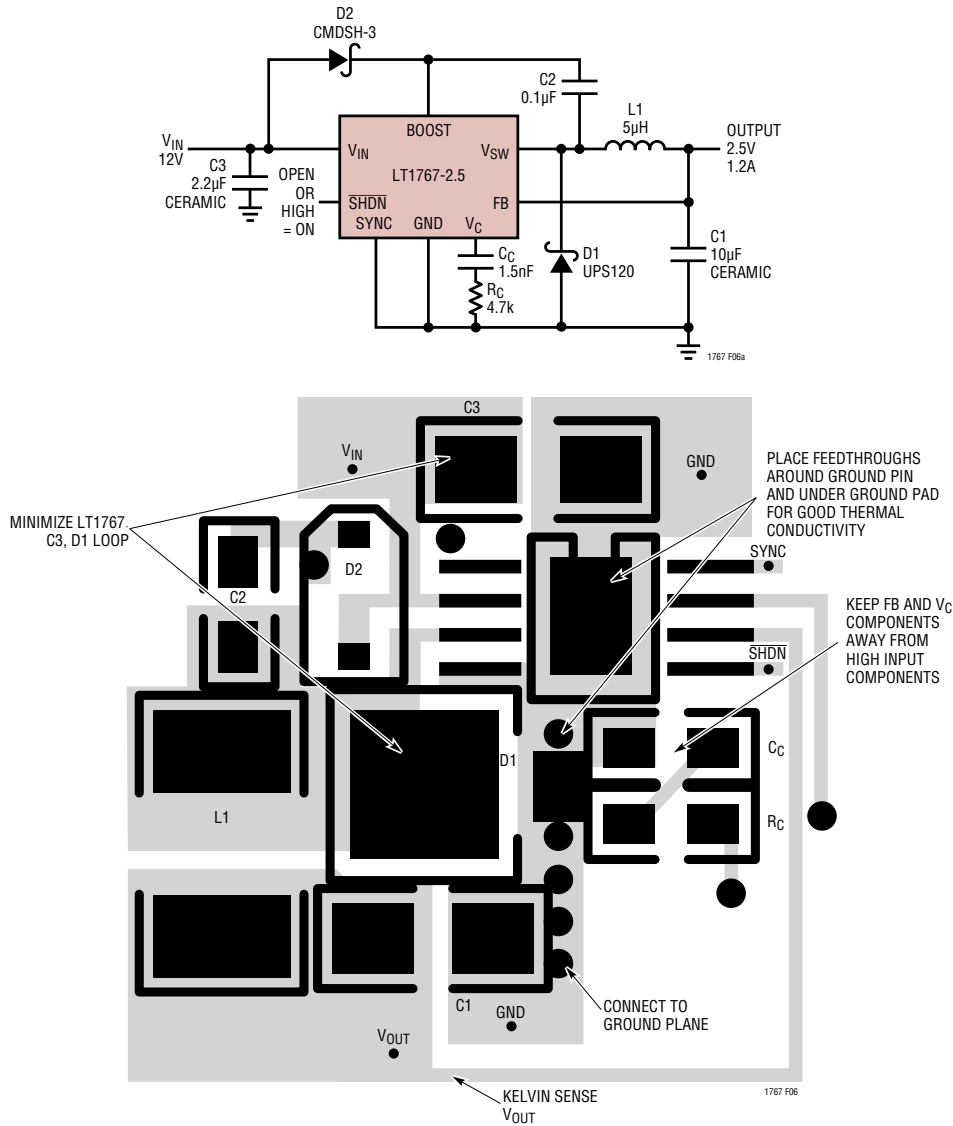 D2
CMDSH-3
C2
0.1µF
L1
5µH
OUTPUT
2.5V
1.2A
BOOST
VIN
12V
VIN
VSW
LT1767-2.5
C3
2.2µF
CERAMIC
OPEN
OR
HIGH
= ON
SHDN
FB
SYNC
GND
VC
CC
1.5nF
RC
4.7k
D1
UPS120
C1
10µF
CERAMIC
1767 F06a
C3
VIN
GND
PLACE FEEDTHROUGHS
AROUND GROUND PIN
AND UNDER GROUND PAD
FOR GOOD THERMAL
CONDUCTIVITY
MINIMIZE LT1767.
C3, D1 LOOP
SYNC
D2
C2
KEEP FB AND VC
COMPONENTS
AWAY FROM
HIGH INPUT
COMPONENTS
SHDN
CC
D1
L1
RC
C1
GND
CONNECT TO
GROUND PLANE
VOUT
1767 F06
KELVIN SENSE
VOUT